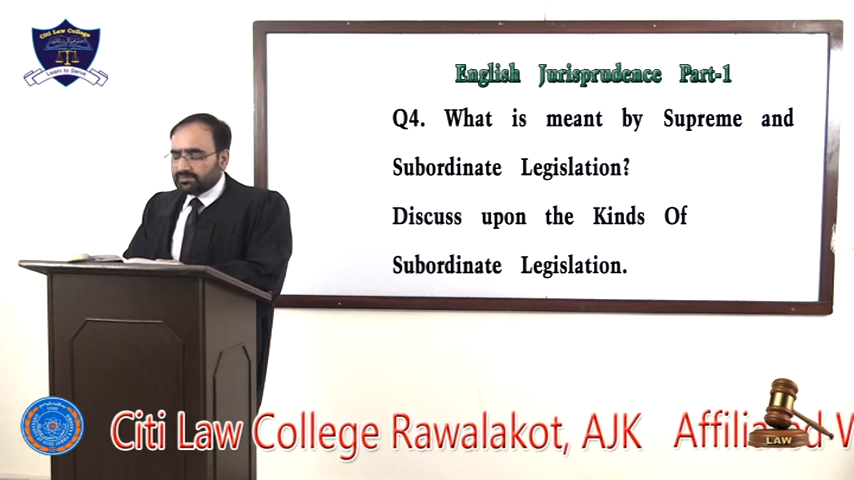 Citi Law College
Learn to Serve
English Jurisprudence Part-1
Q4. What is meant by Supreme and
Subordinate Legislation?
Discuss upon the Kinds Of
Subordinate Legislation.
Citi Law College Rawalakot, AJK Affiliated W
LAW